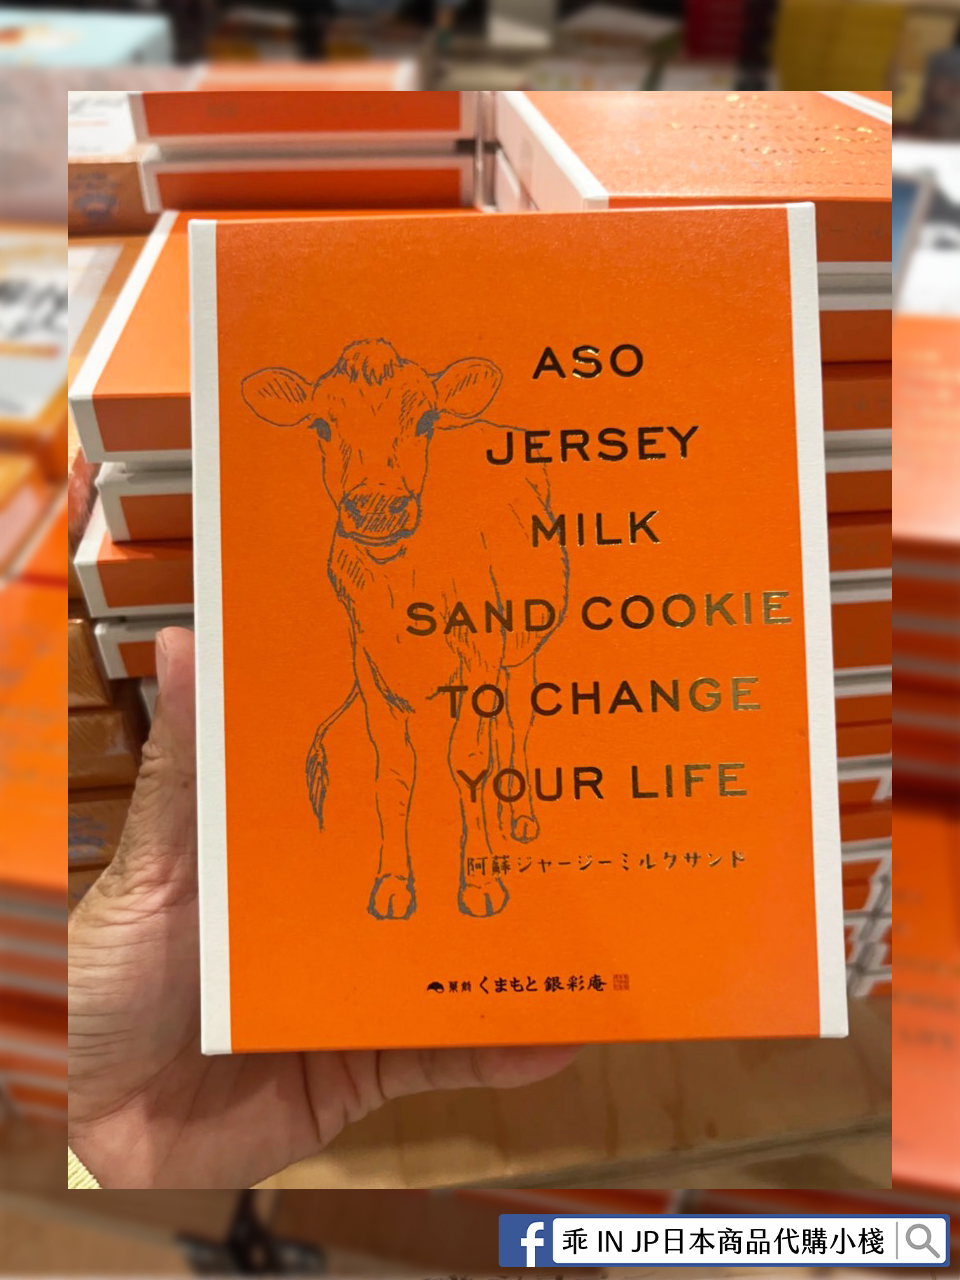 ASO
JERSEY
MILK
SAND COOKIE
TO CHANGE
YOUR LIFE
阿蘇ジャージーミルクサンド
菓舗 くまもと 銀彩庵
乖 IN JP日本商品代購小棧